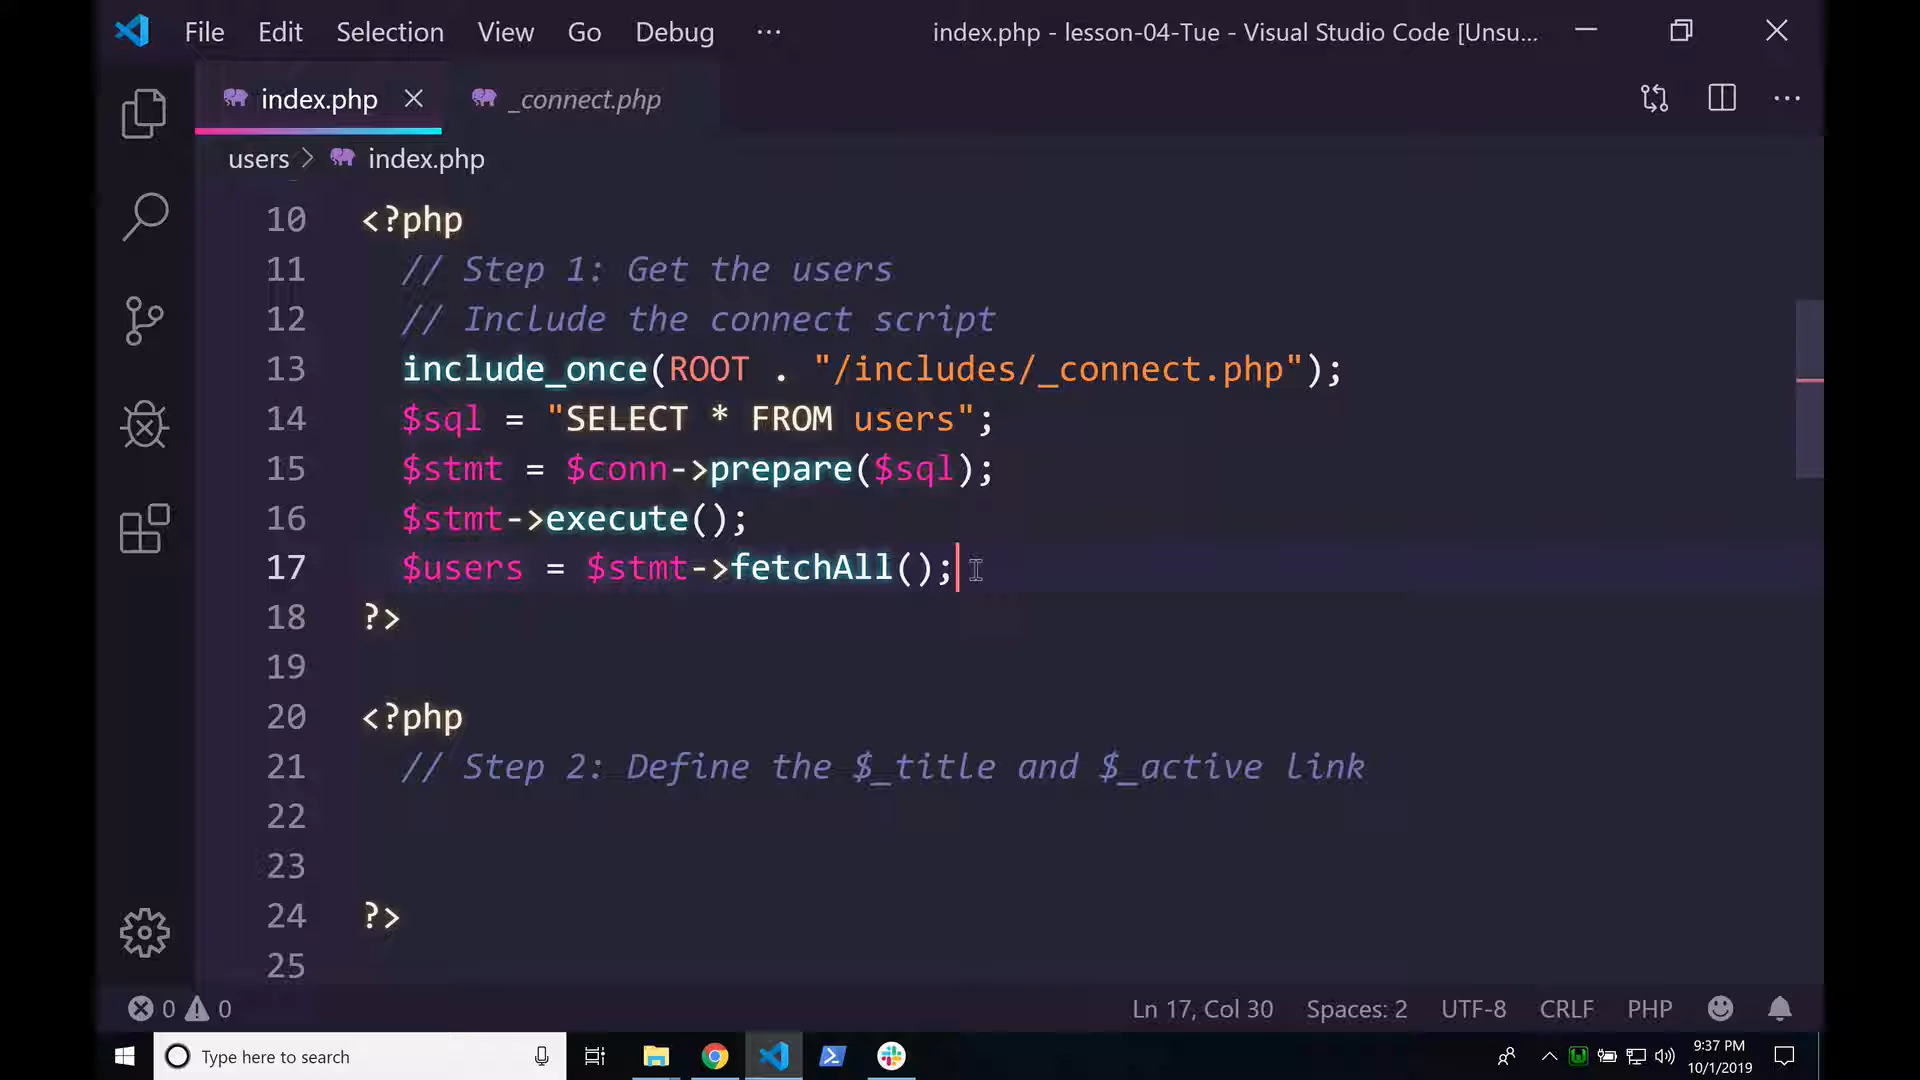 File Edit Selection View Go Debug ··· index.php - lesson-04-Tue - Visual Studio Code [Unsu...
index.php _connect.php
users > index.php
10 <?php
11 // Step 1: Get the users
12 // Include the connect script
13 include_once(ROOT . "/includes/_connect.php");
14 $sql = "SELECT * FROM users";
15 $stmt = $conn->prepare($sql);
16 $stmt->execute();
17 $users = $stmt->fetchAll();
18 ?>
19
20 <?php
21 // Step 2: Define the $_title and $_active link
22
23
24 ?>
25
0 0 Ln 17, Col 30 Spaces: 2 UTF-8 CRLF PHP
Type here to search 9:37 PM
10/1/2019